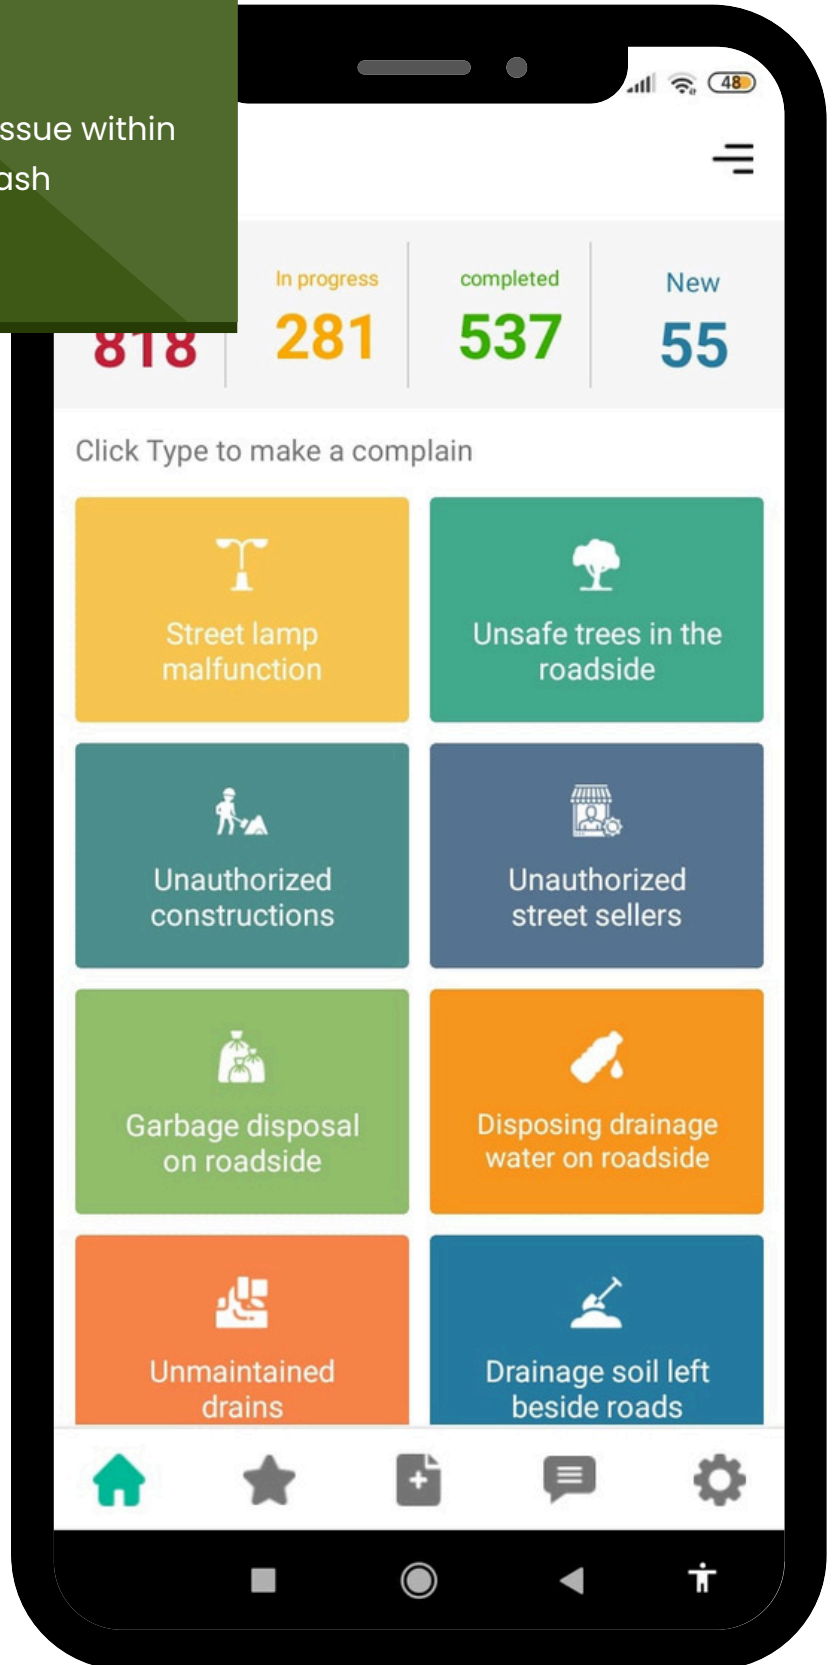 ssue within
ash
48
In progress
completed
New
818
281
537
55
Click Type to make a complain
Street lamp
malfunction
Unsafe trees in the
roadside
Unauthorized
constructions
Unauthorized
street sellers
Garbage disposal
on roadside
Disposing drainage
water on roadside
Unmaintained
drains
Drainage soil left
beside roads